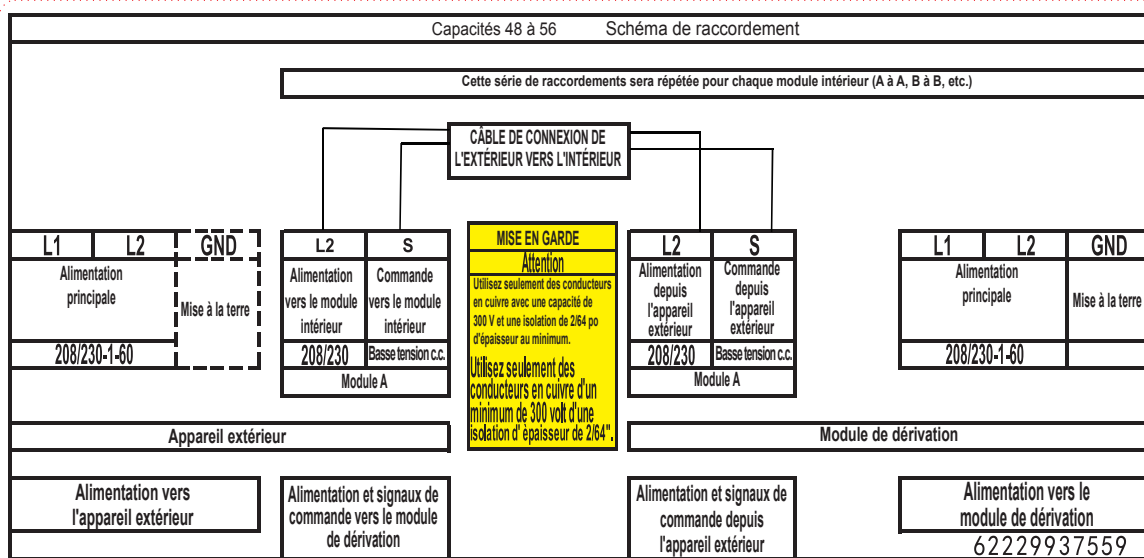 Capacités 48 à 56 Schéma de raccordement
Cette série de raccordements sera répétée pour chaque module intérieur (A à A, B à B, etc.)
CÂBLE DE CONNEXION DE
L'EXTÉRIEUR VERS L'INTÉRIEUR
L1 L2 GND
Alimentation
principale
Mise à la terre
208/230-1-60
L2 S
Alimentation
vers le module
intérieur
Commande
vers le module
intérieur
208/230 Basse tension c.c.
Module A
MISE EN GARDE
Attention
Utilisez seulement des conducteurs
en cuivre avec une capacité de
300 V et une isolation de 2/64 po
d'épaisseur au minimum.
Utilisez seulement des
conducteurs en cuivre d'un
minimum de 300 volt d'une
isolation d' èpaisseur de 2/64".
L2 S
Alimentation
depuis
l'appareil
extérieur
Commande
depuis
l'appareil
extérieur
208/230 Basse tension c.c.
Module A
L1 L2 GND
Alimentation
principale
Mise à la terre
208/230-1-60
Appareil extérieur
Module de dérivation
Alimentation vers
l'appareil extérieur
Alimentation et signaux de
commande vers le module
de dérivation
Alimentation et signaux de
commande depuis
l'appareil extérieur
Alimentation vers le
module de dérivation
62229937559